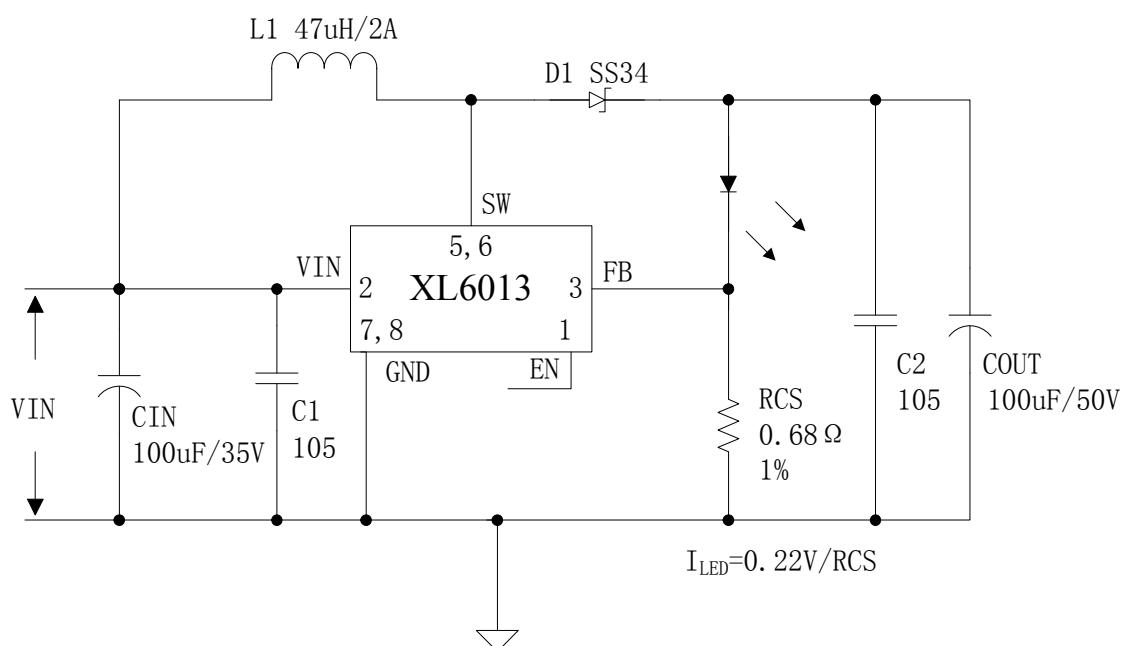 L1 47uH/2A
D1 SS34
SW
5,6
VIN
2
XL6013
3
FB
7,8
1
GND
EN
VIN
CIN
100uF/35V
C1
105
RCS
0.68Ω
1%
C2
105
COUT
100uF/50V
I_LED=0.22V/RCS